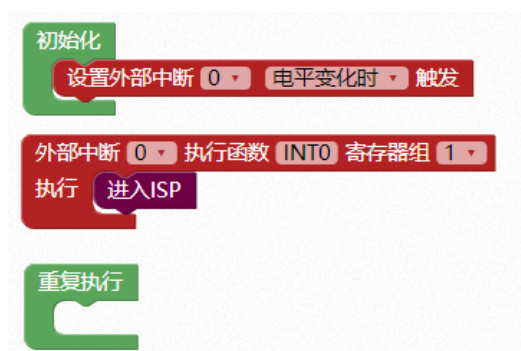 初始化
设置外部中断 0 电平变化时 触发
外部中断 0 执行函数 INT0 寄存器组 1
执行 进入ISP
重复执行